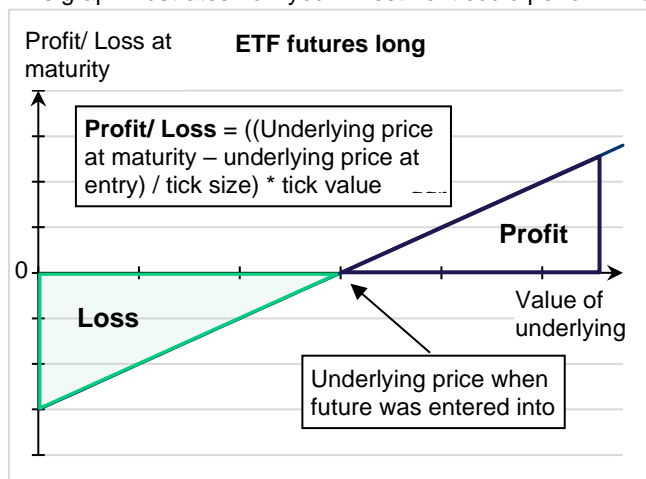 Profit/ Loss at
maturity
ETF futures long
Profit/ Loss = ((Underlying price
at maturity – underlying price at
entry) / tick size) * tick value
Profit
0
Loss
Value of
underlying
Underlying price when
future was entered into